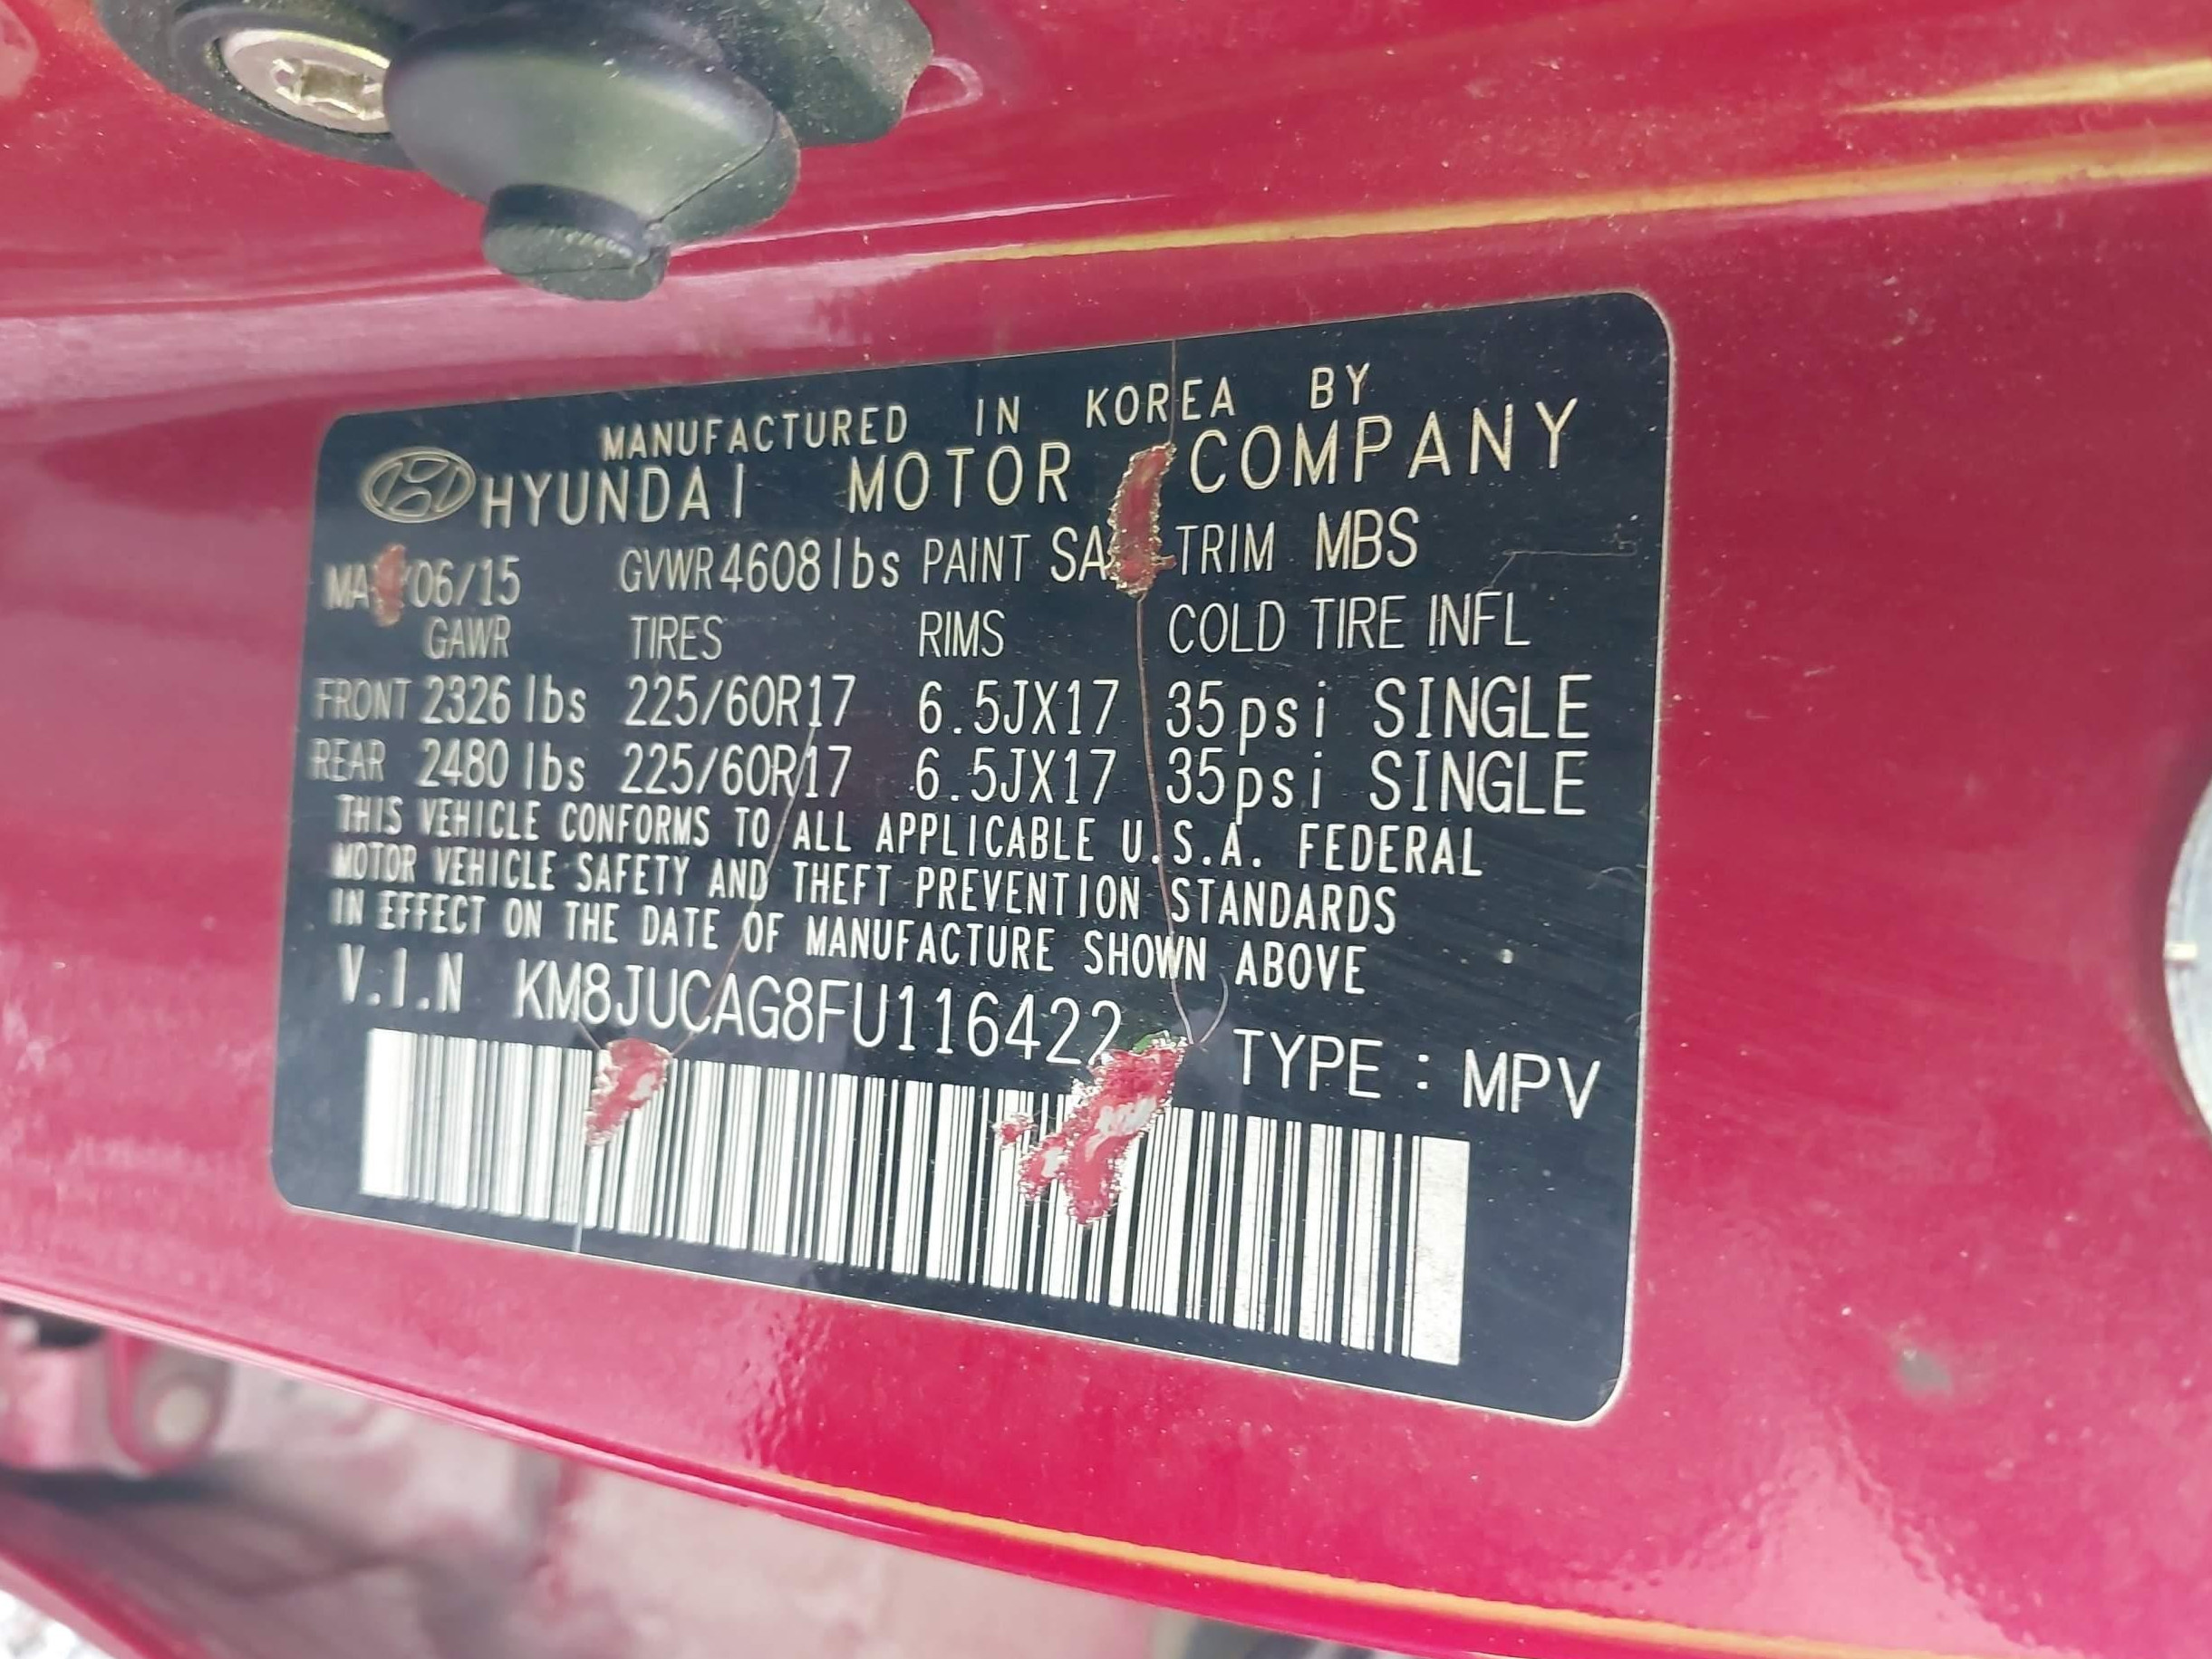 MANUFACTURED IN KOREA BY
HYUNDAI MOTOR COMPANY
06/15 GVWR 4608lbs PAINT TRIM MBS
GAWR TIRES RIMS COLD TIRE INFL
FRONT 2326 lbs 225/60R17 6.5JX17 35psi SINGLE
REAR 2480 lbs 225/60R17 6.5JX17 35psi SINGLE
THIS VEHICLE CONFORMS TO ALL APPLICABLE U.S.A. FEDERAL
MOTOR VEHICLE SAFETY AND THEFT PREVENTION STANDARDS
IN EFFECT ON THE DATE OF MANUFACTURE SHOWN ABOVE
V.I.N KM8JUCAG8FU116422 TYPE : MPV